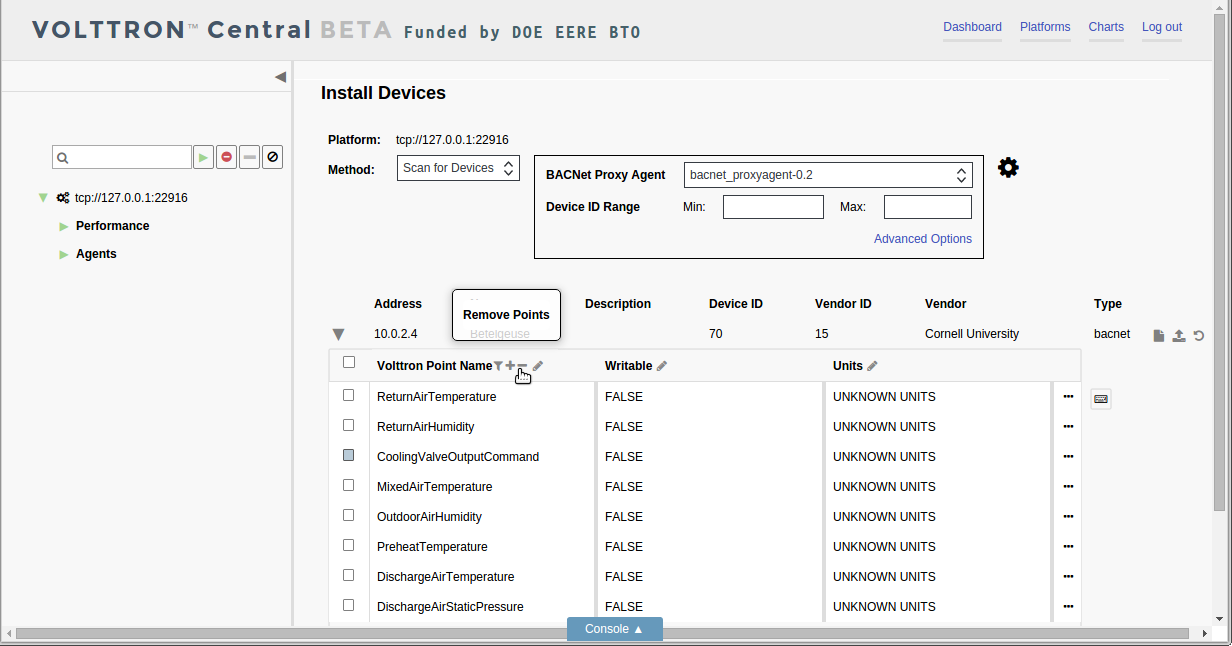 VOLTTRON™ Central BETA Funded by DOE EERE BTO
Dashboard Platforms Charts Log out
Install Devices
Platform: tcp://127.0.0.1:22916
Method: Scan for Devices
BACNet Proxy Agent bacnet_proxyagent-0.2
Device ID Range Min: Max:
Advanced Options
tcp://127.0.0.1:22916
Performance
Agents
Address Description Device ID Vendor ID Vendor Type
Remove Points
10.0.2.4 Betelgeuse 70 15 Cornell University bacnet
Volttron Point Name Writable Units
ReturnAirTemperature FALSE UNKNOWN UNITS
ReturnAirHumidity FALSE UNKNOWN UNITS
CoolingValveOutputCommand FALSE UNKNOWN UNITS
MixedAirTemperature FALSE UNKNOWN UNITS
OutdoorAirHumidity FALSE UNKNOWN UNITS
PreheatTemperature FALSE UNKNOWN UNITS
DischargeAirTemperature FALSE UNKNOWN UNITS
DischargeAirStaticPressure FALSE UNKNOWN UNITS
Console ▲